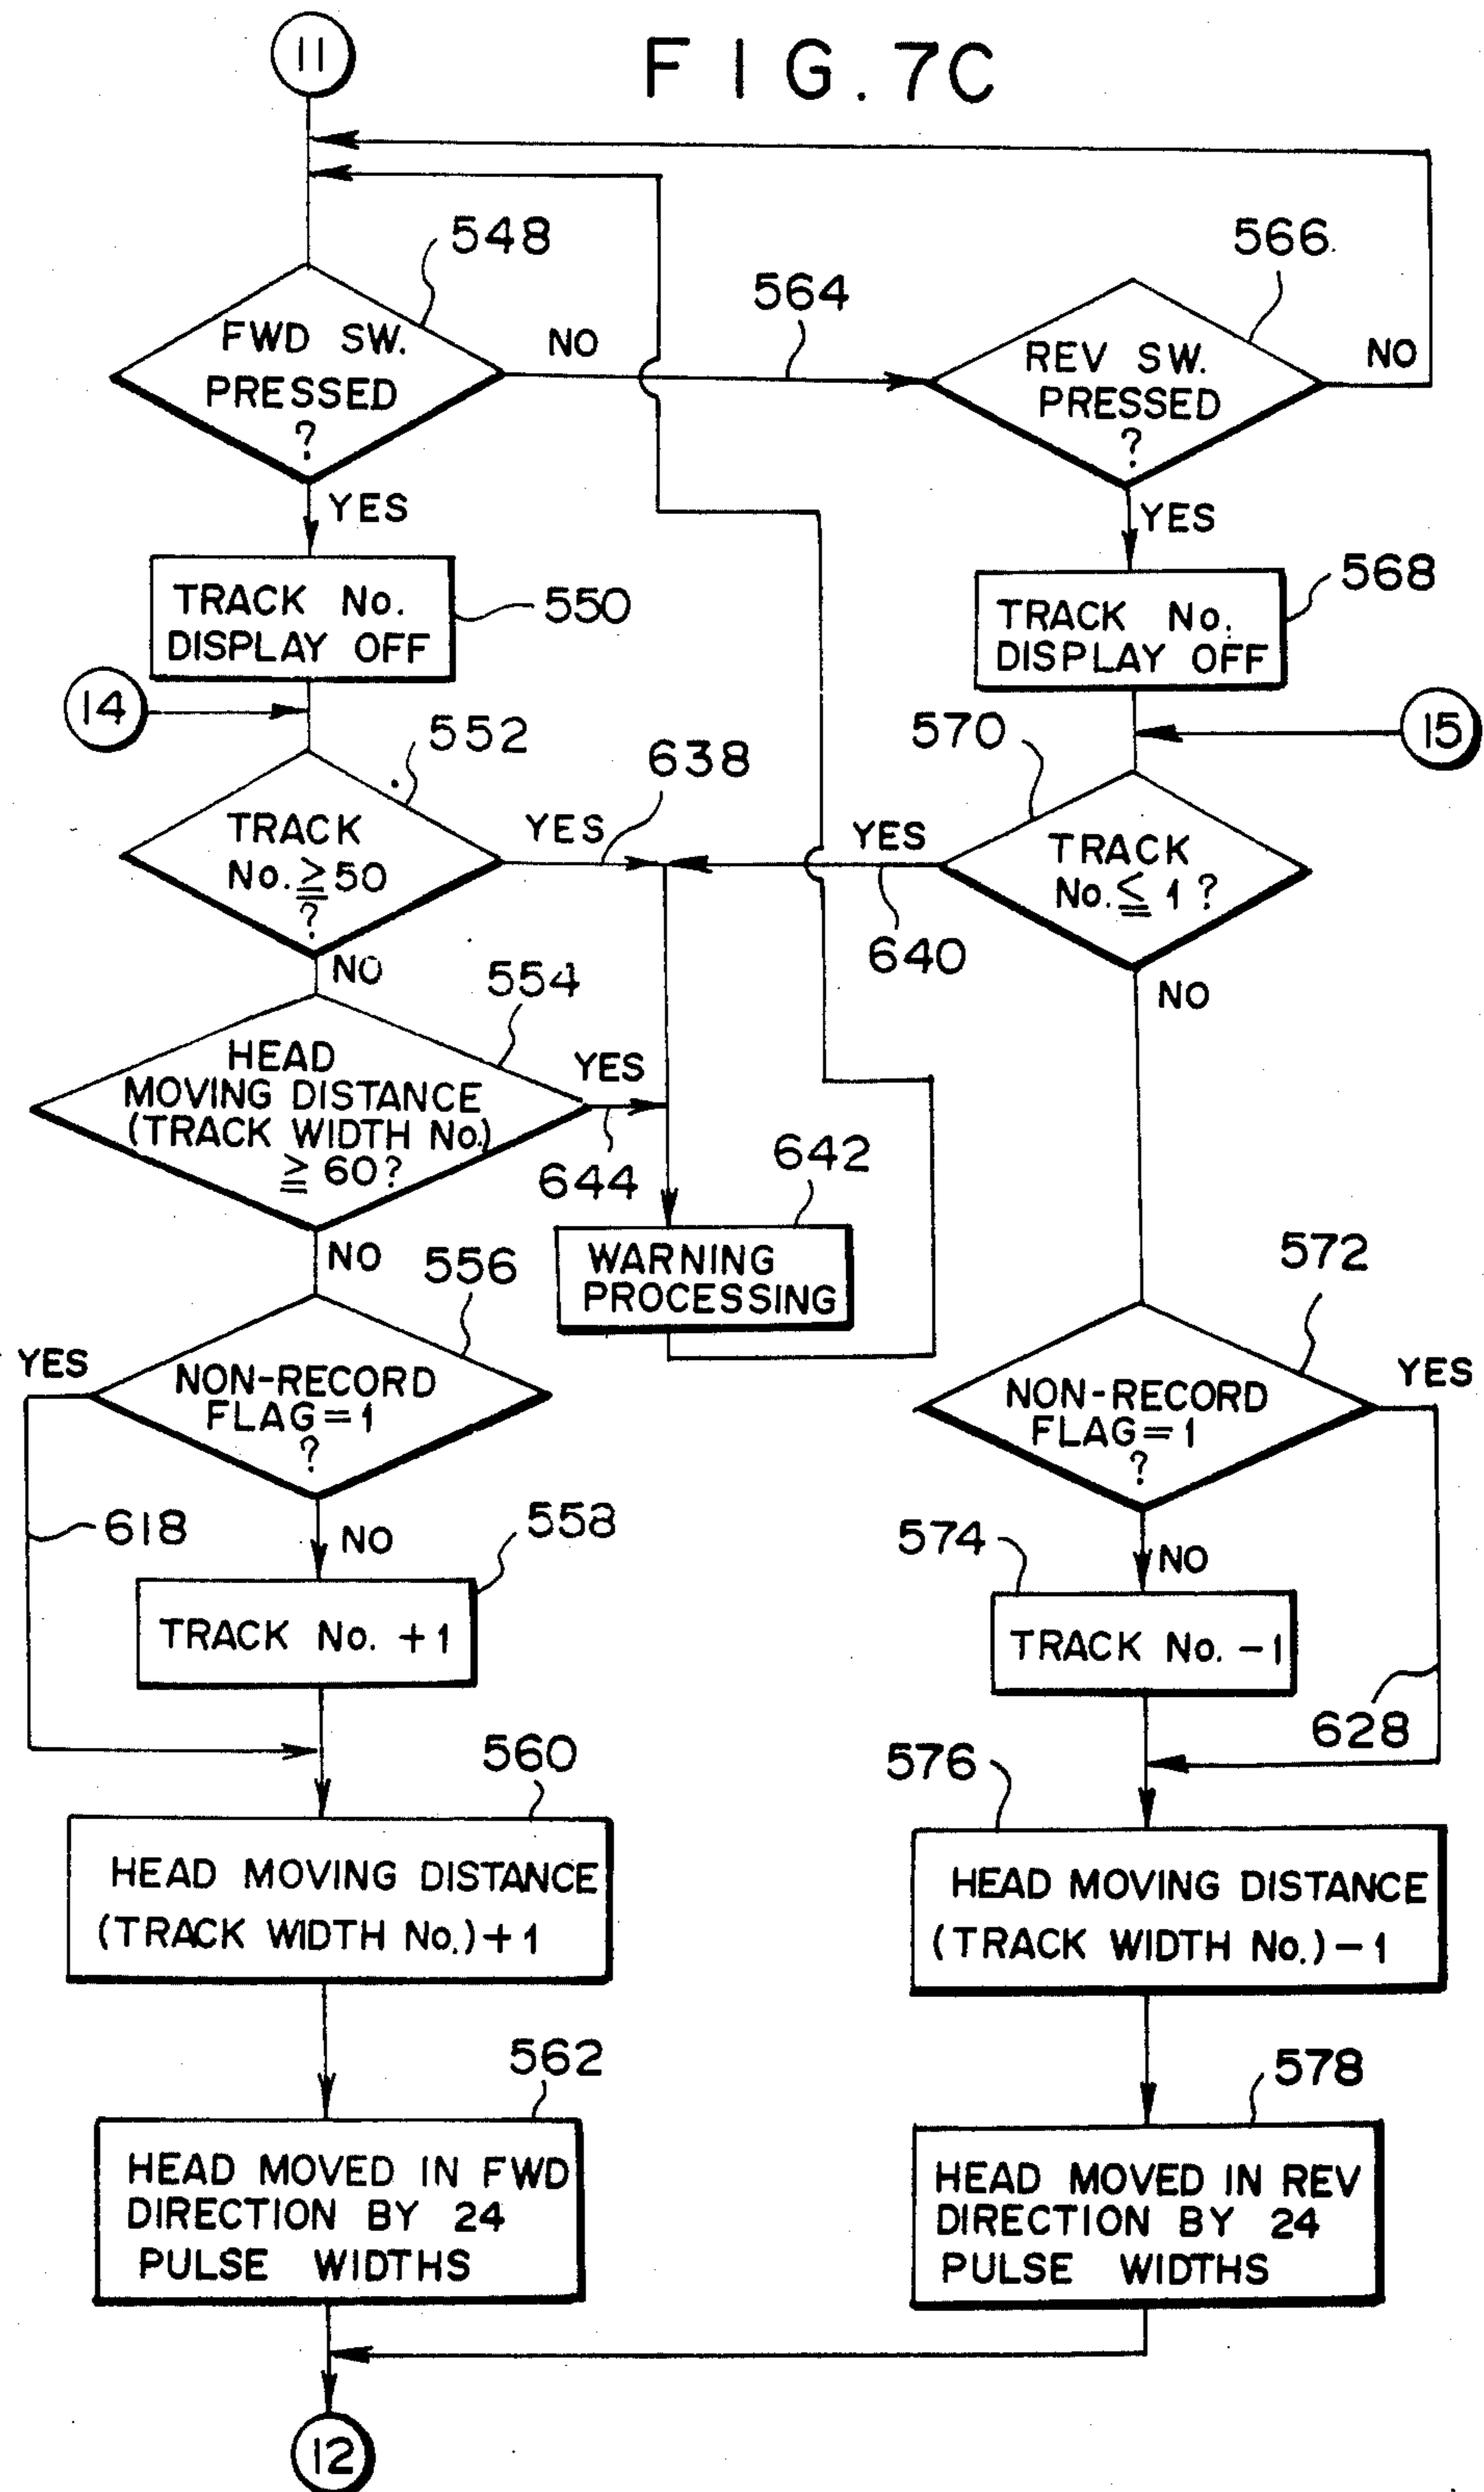 FIG. 7C
11
548
FWD SW.
PRESSED
?
NO
564
566
REV SW.
PRESSED
?
NO
YES
YES
TRACK No.
DISPLAY OFF
550
TRACK No.
DISPLAY OFF
568
14
15
552
TRACK
No. ≧ 50
?
YES
638
570
YES
TRACK
No. ≦ 1 ?
640
NO
NO
554
HEAD
MOVING DISTANCE
(TRACK WIDTH No.)
≧ 60 ?
YES
644
642
WARNING
PROCESSING
NO
556
YES
NON-RECORD
FLAG = 1
?
572
NON-RECORD
FLAG = 1
?
YES
618
NO
558
TRACK No. +1
574
NO
TRACK No. −1
628
560
HEAD MOVING DISTANCE
(TRACK WIDTH No.) +1
576
HEAD MOVING DISTANCE
(TRACK WIDTH No.) −1
562
HEAD MOVED IN FWD
DIRECTION BY 24
PULSE WIDTHS
578
HEAD MOVED IN REV
DIRECTION BY 24
PULSE WIDTHS
12